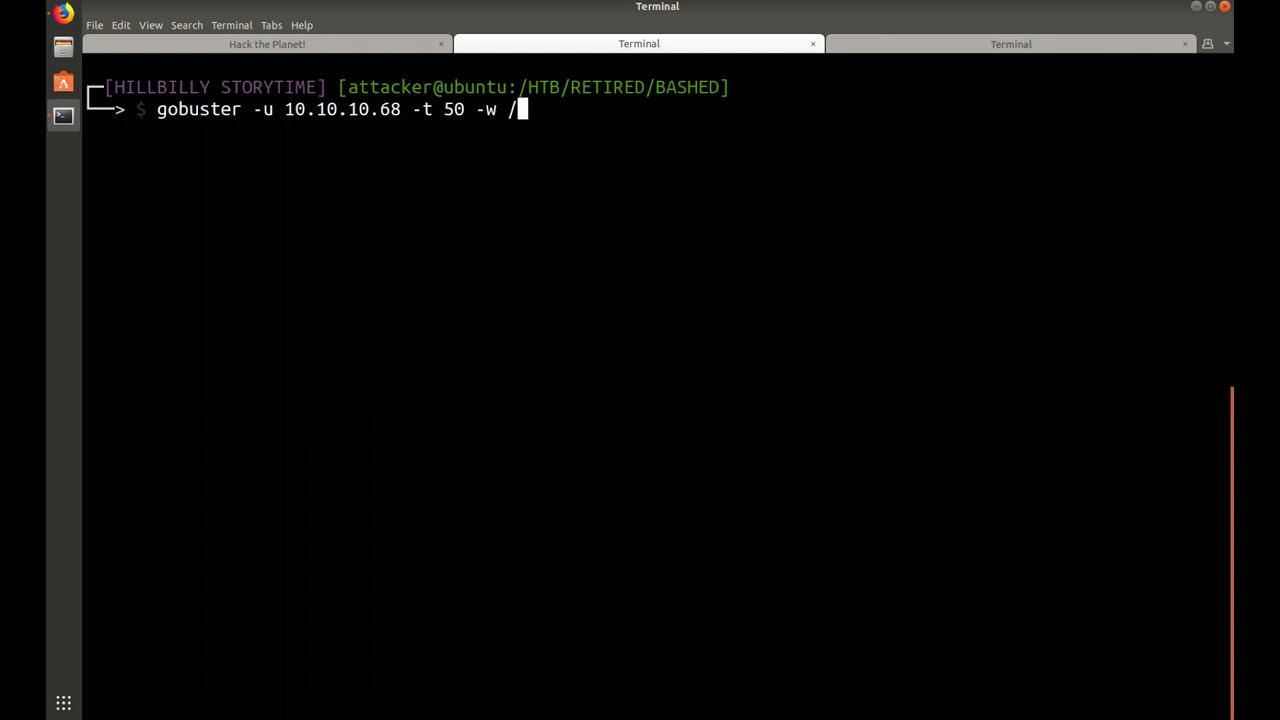 Terminal
File Edit View Search Terminal Tabs Help
Hack the Planet! × Terminal × Terminal ×
[HILLBILLY STORYTIME] [attacker@ubuntu:/HTB/RETIRED/BASHED]
> $ gobuster -u 10.10.10.68 -t 50 -w /